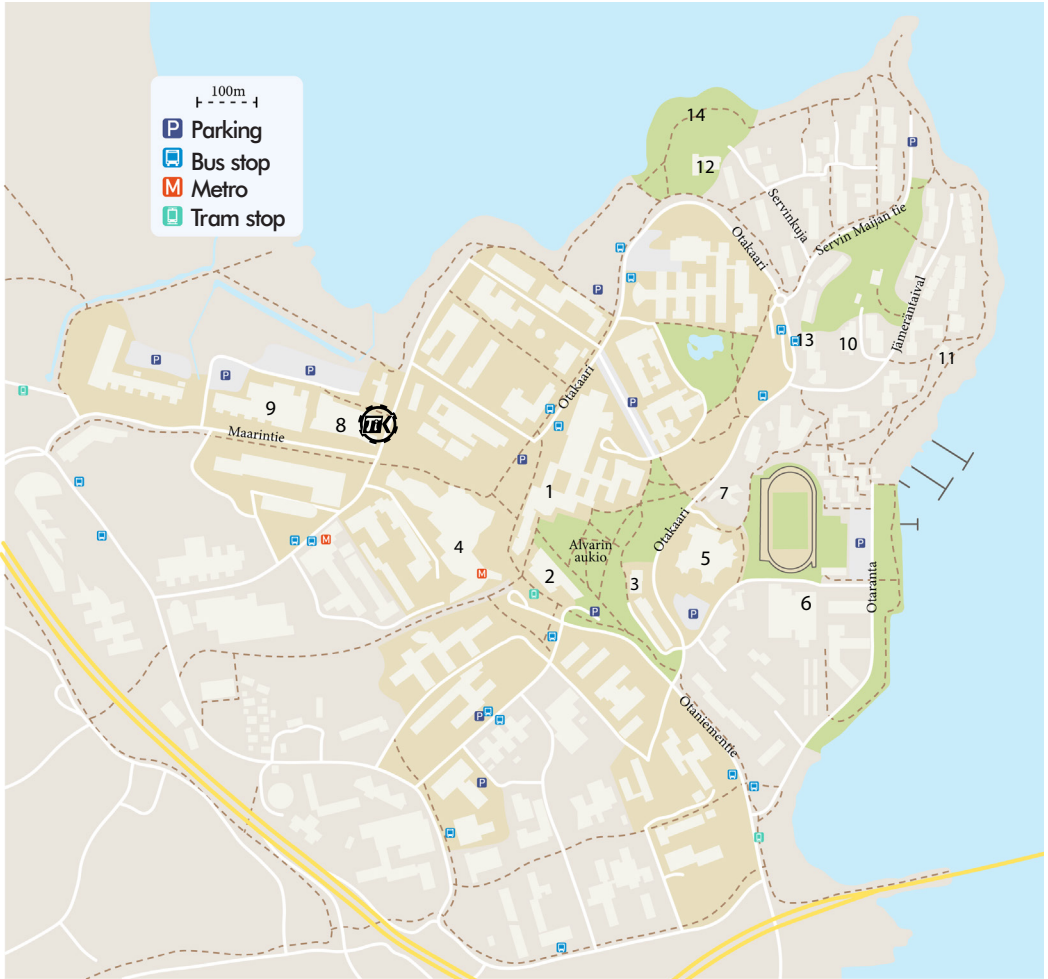 100m
P Parking
Bus stop
M Metro
Tram stop
14
12
Servinkuja
Servin Maijan tie
Otakaari
P
P
13
10
Jämeräntaival
11
P
P
P
9
8
Maarintie
Otakaari
P
P
1
7
Otakaari
4
M
M
Alvarin
aukio
2
3
5
P
6
Otaranta
P
P
Otaniementie
P
P